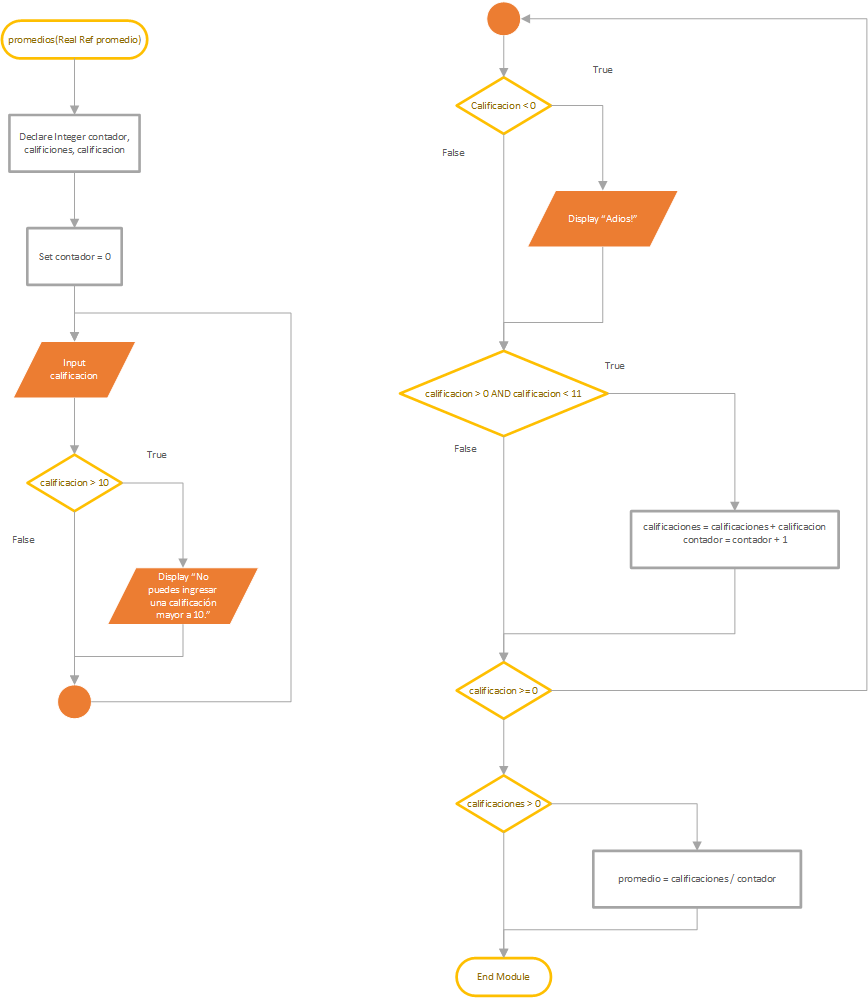 promedios(Real Ref promedio)
Declare Integer contador,
calificiones, calificacion
Set contador = 0
Input
calificacion
calificacion > 10
True
False
Display “No
puedes ingresar
una calificación
mayor a 10.”
Calificacion < 0
True
False
Display “Adios!”
calificacion > 0 AND calificacion < 11
True
False
calificaciones = calificaciones + calificacion
contador = contador + 1
calificacion >= 0
calificaciones > 0
promedio = calificaciones / contador
End Module